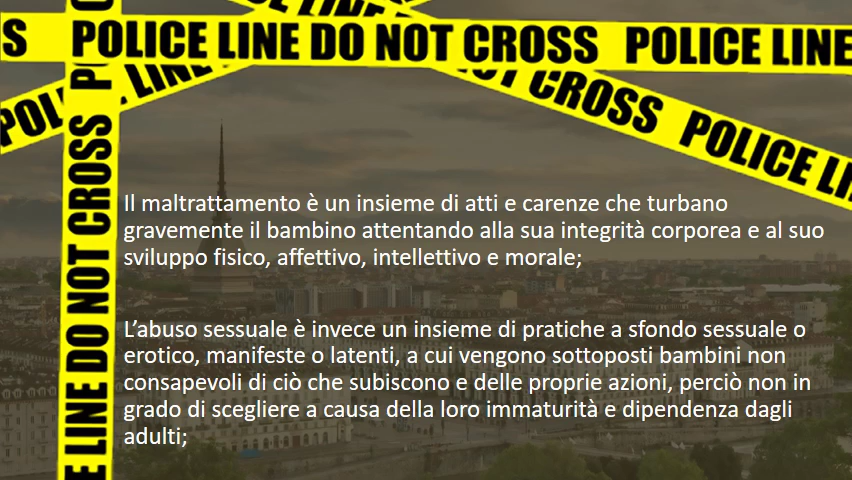 LINE DO NOT CROSS
S POLICE LINE DO NOT CROSS POLICE LINE
POLI
LINE
CROSS POLICE LI
LINE DO NOT CROSS
Il maltrattamento è un insieme di atti e carenze che turbano
gravemente il bambino attentando alla sua integrità corporea e al suo
sviluppo fisico, affettivo, intellettivo e morale;
L’abuso sessuale è invece un insieme di pratiche a sfondo sessuale o
erotico, manifeste o latenti, a cui vengono sottoposti bambini non
consapevoli di ciò che subiscono e delle proprie azioni, perciò non in
grado di scegliere a causa della loro immaturità e dipendenza dagli
adulti;